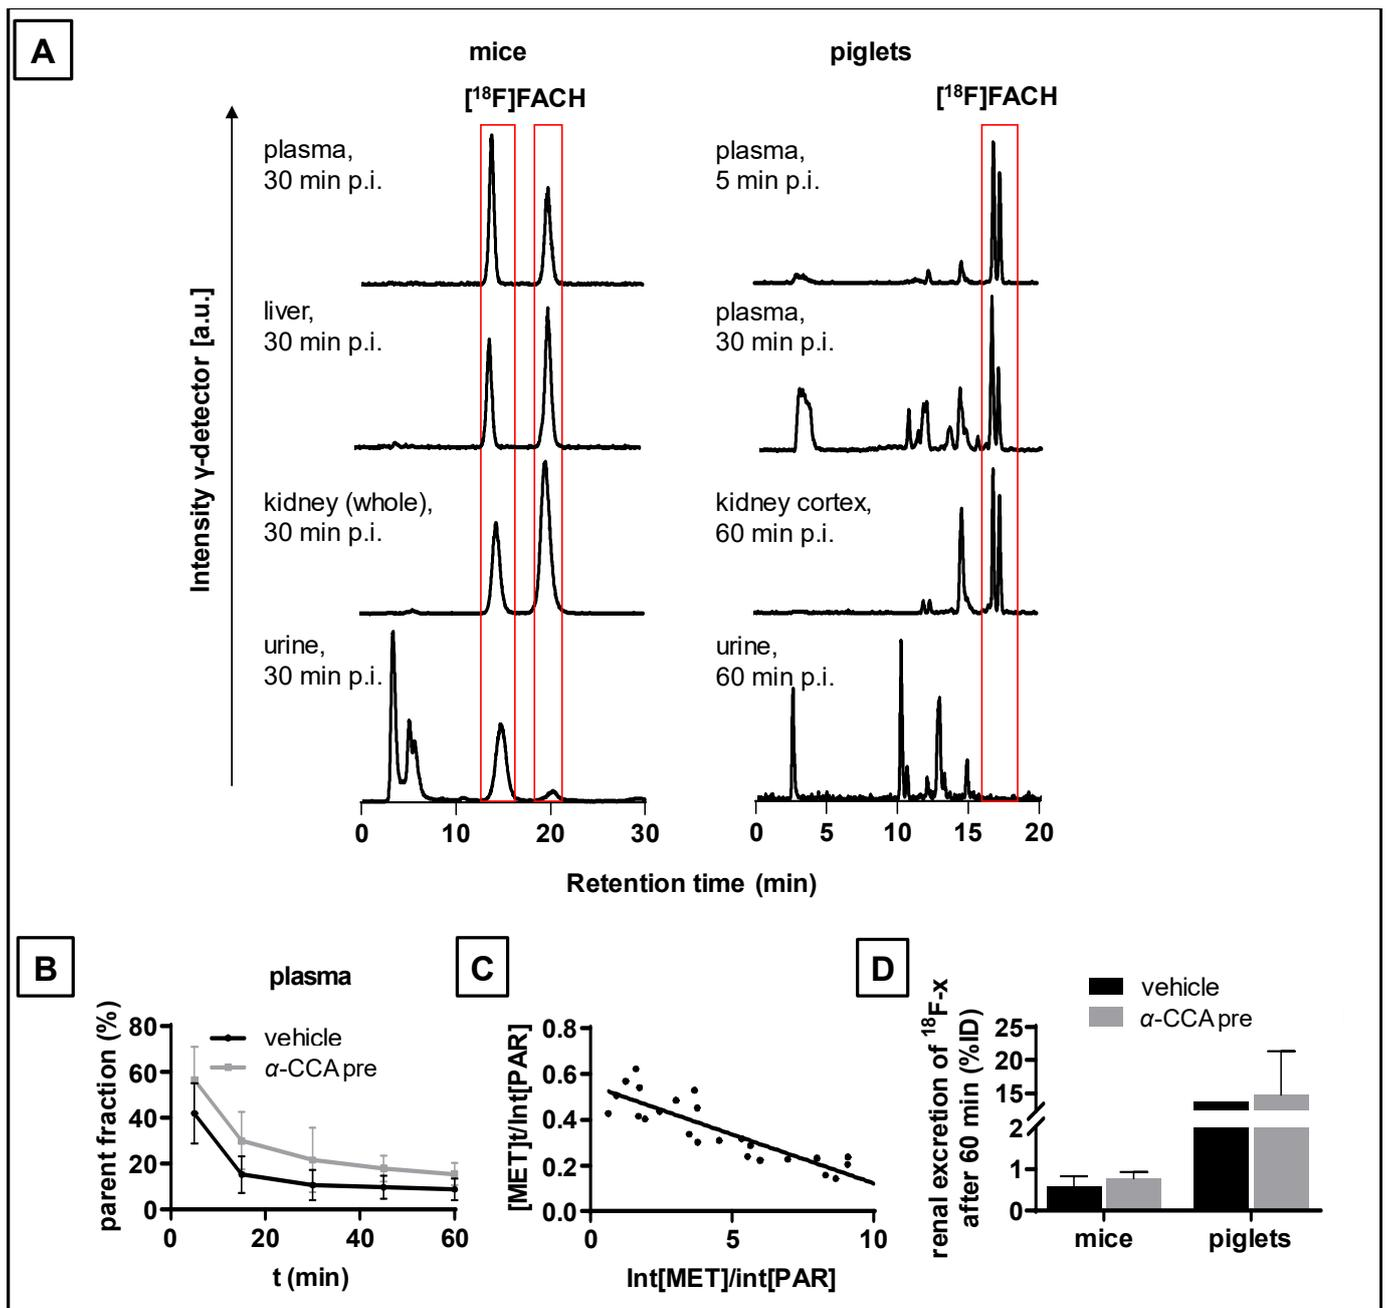 A
mice
piglets
[¹⁸F]FACH
[¹⁸F]FACH
Intensity γ-detector [a.u.]
plasma,
30 min p.i.
liver,
30 min p.i.
kidney (whole),
30 min p.i.
urine,
30 min p.i.
plasma,
5 min p.i.
plasma,
30 min p.i.
kidney cortex,
60 min p.i.
urine,
60 min p.i.
0 10 20 30
0 5 10 15 20
Retention time (min)
B
plasma
parent fraction (%)
80
60
40
20
0
vehicle
α-CCA pre
0 20 40 60
t (min)
C
[MET]t/Int[PAR]
0.8
0.6
0.4
0.2
0.0
0 5 10
Int[MET]/int[PAR]
D
renal excretion of ¹⁸F-x
after 60 min (%ID)
vehicle
α-CCA pre
25
20
15
2
1
0
mice piglets